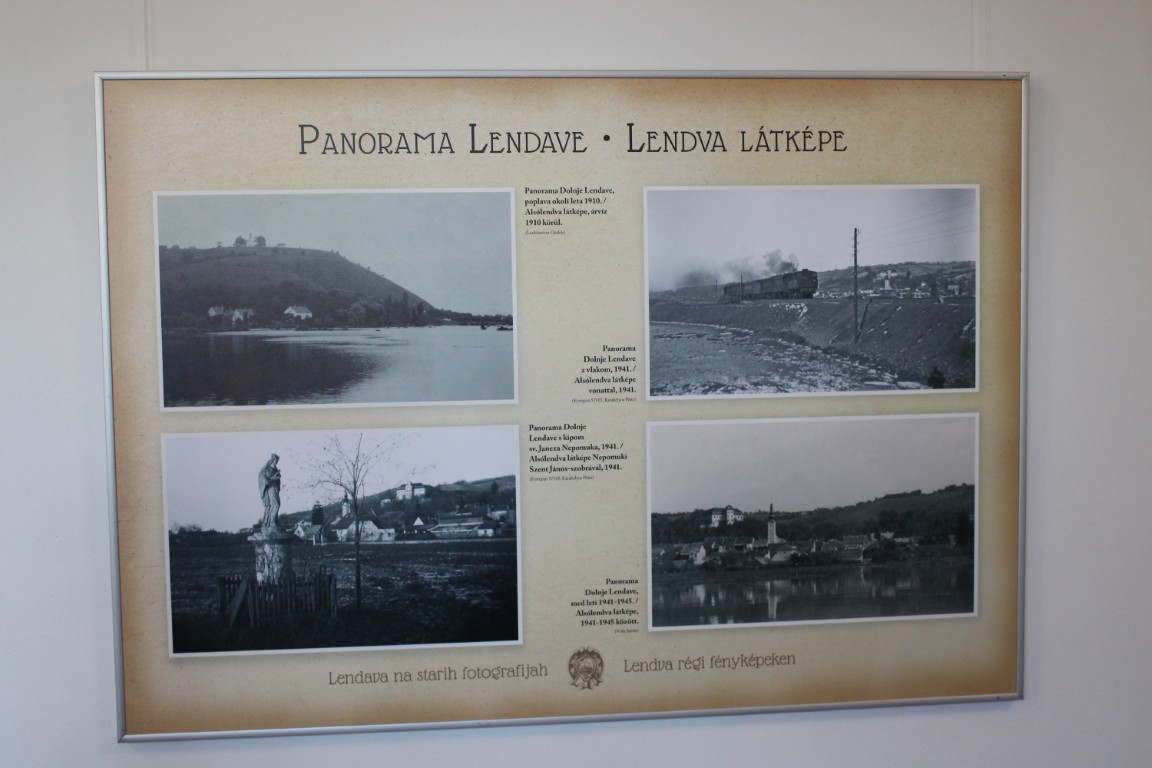 PANORAMA LENDAVE • LENDVA LÁTKÉPE
Panorama Dolnje Lendave,
poplava okoli leta 1910. /
Alsólendva látképe, árvíz
1910 körül.
Panorama
Dolnje Lendave
z vlakom, 1941. /
Alsólendva látképe
vonattal, 1941.
Panorama Dolnje
Lendave s kipom
sv. Janeza Nepomuka, 1941. /
Alsólendva látképe Nepomuki
Szent János-szobrával, 1941.
Panorama
Dolnje Lendave,
med leti 1941-1945. /
Alsólendva látképe,
1941-1945 között.
Lendava na starih fotografijah Lendva régi fényképeken